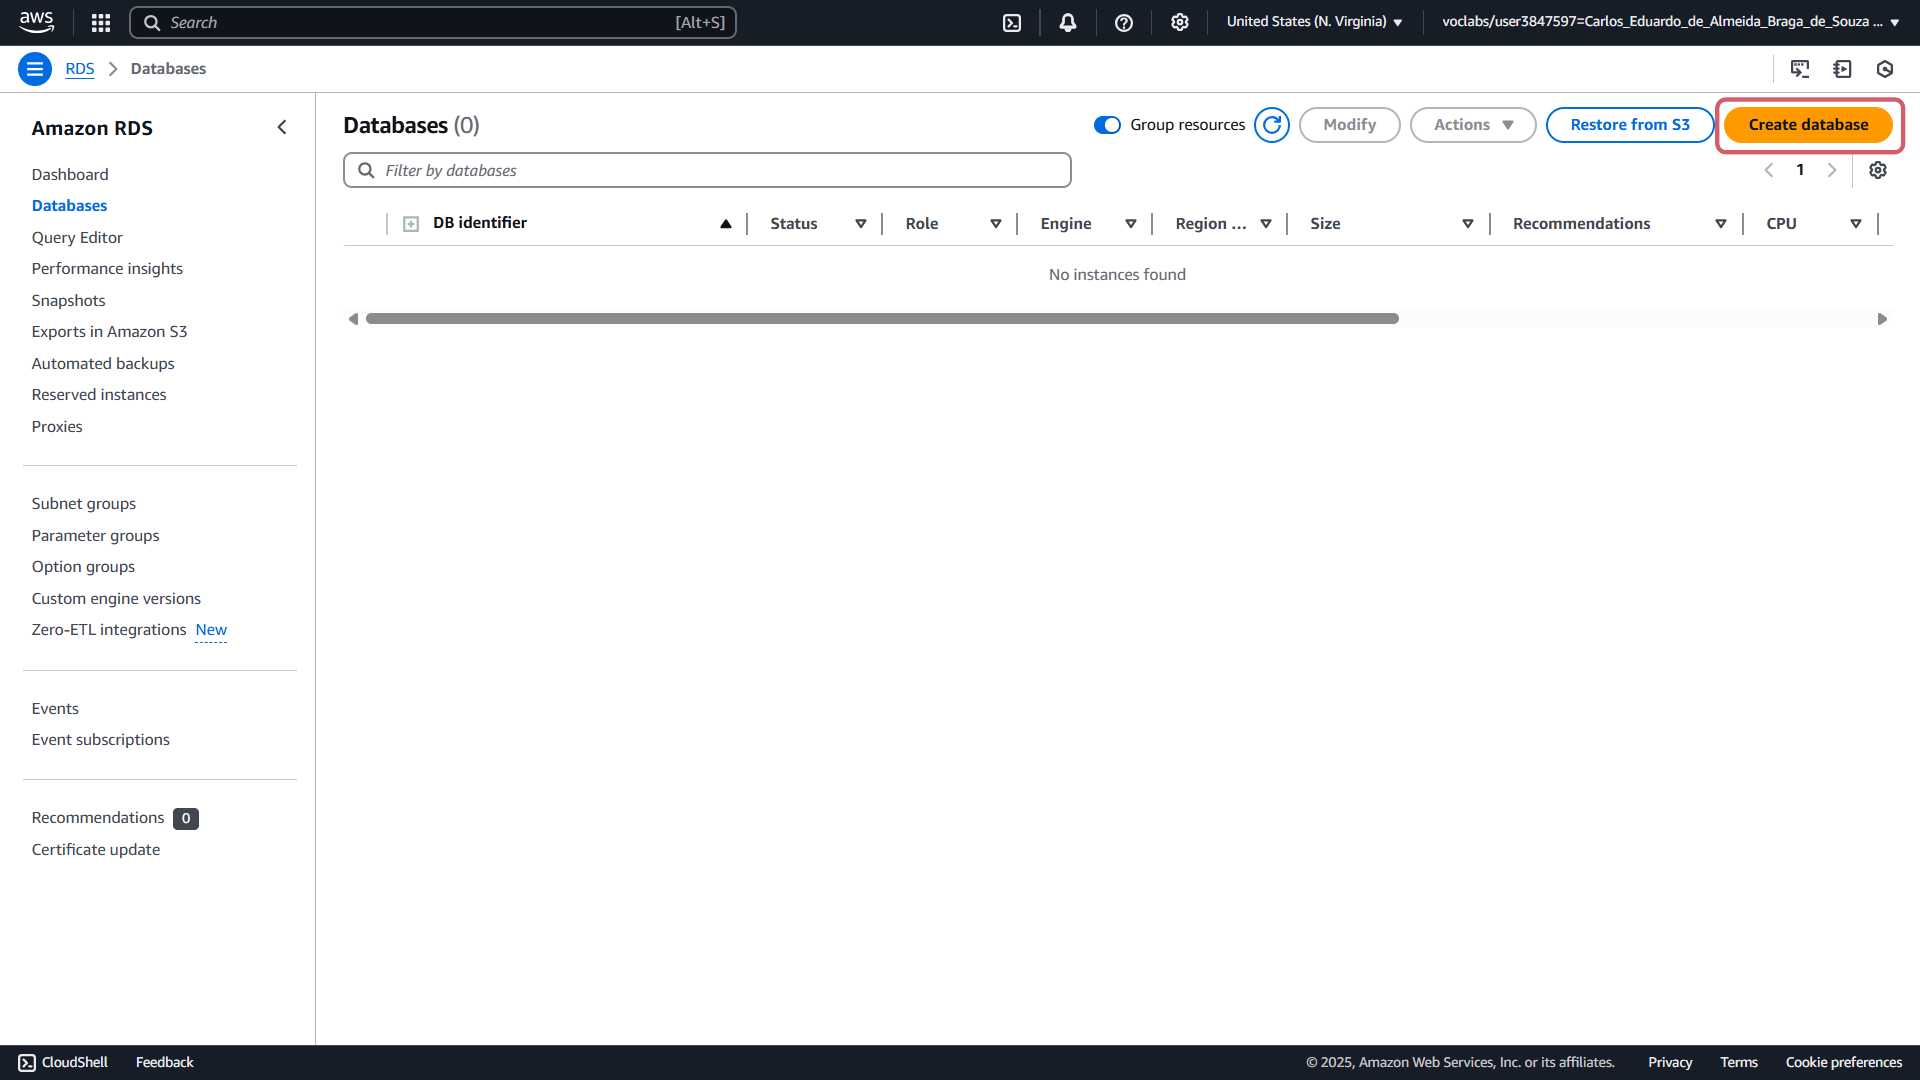 aws
Search [Alt+S]
United States (N. Virginia)
voclabs/user3847597=Carlos_Eduardo_de_Almeida_Braga_de_Souza ...
RDS
Databases
Amazon RDS
Dashboard
Databases
Query Editor
Performance insights
Snapshots
Exports in Amazon S3
Automated backups
Reserved instances
Proxies
Subnet groups
Parameter groups
Option groups
Custom engine versions
Zero-ETL integrations New
Events
Event subscriptions
Recommendations 0
Certificate update
Databases (0)
Group resources
Modify
Actions
Restore from S3
Create database
Filter by databases
1
DB identifier Status Role Engine Region ... Size Recommendations CPU
No instances found
CloudShell Feedback
© 2025, Amazon Web Services, Inc. or its affiliates. Privacy Terms Cookie preferences